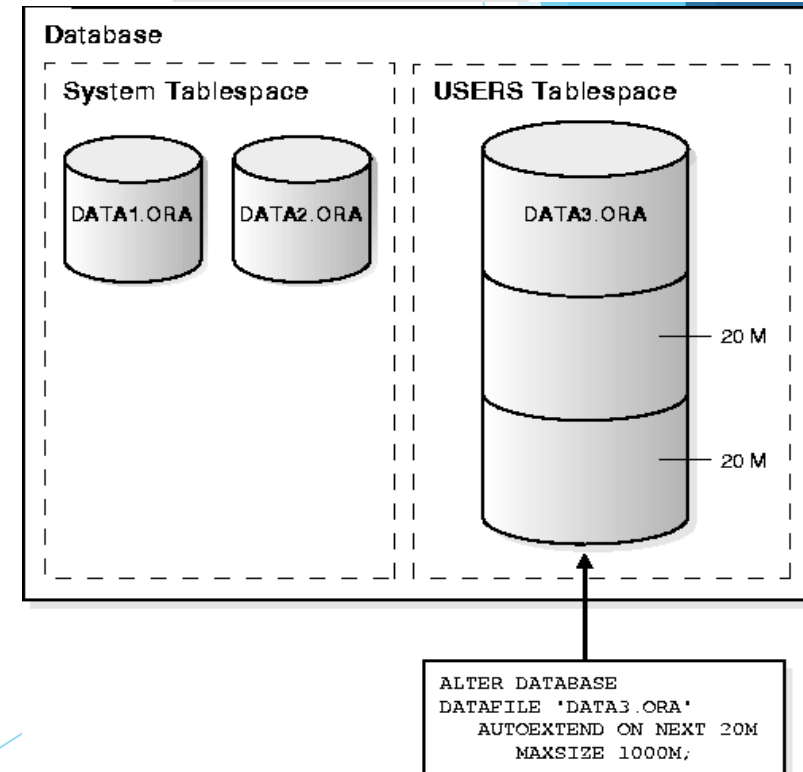 Database
System Tablespace
USERS Tablespace
DATA1.ORA
DATA2.ORA
DATA3.ORA
20 M
20 M
ALTER DATABASE
DATAFILE 'DATA3.ORA'
AUTOEXTEND ON NEXT 20M
MAXSIZE 1000M;